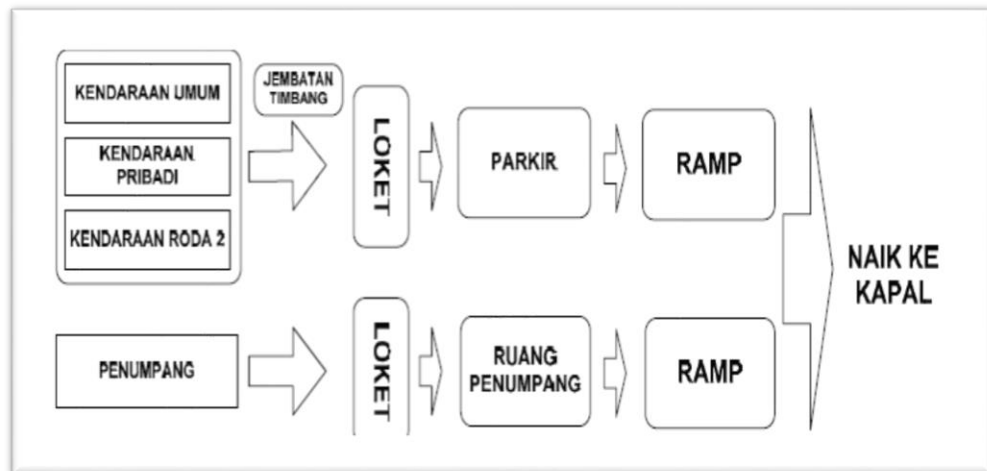 KENDARAAN UMUM
KENDARAAN
PRIBADI
KENDARAAN RODA 2
JEMBATAN
TIMBANG
LOKET
PARKIR
RAMP
PENUMPANG
LOKET
RUANG
PENUMPANG
RAMP
NAIK KE
KAPAL